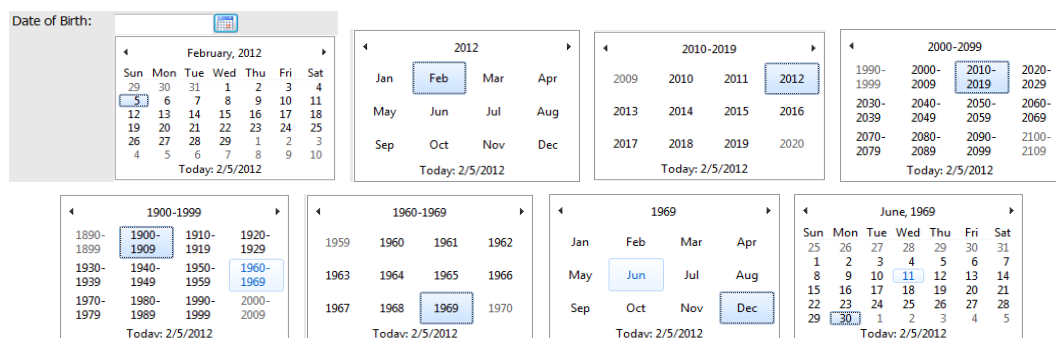 Date of Birth:
February, 2012
Sun Mon Tue Wed Thu Fri Sat
29 30 31 1 2 3 4
5 6 7 8 9 10 11
12 13 14 15 16 17 18
19 20 21 22 23 24 25
26 27 28 29 1 2 3
4 5 6 7 8 9 10
Today: 2/5/2012
2012
Jan Feb Mar Apr
May Jun Jul Aug
Sep Oct Nov Dec
Today: 2/5/2012
2010-2019
2009 2010 2011 2012
2013 2014 2015 2016
2017 2018 2019 2020
Today: 2/5/2012
2000-2099
1990- 2000- 2010- 2020-
1999 2009 2019 2029
2030- 2040- 2050- 2060-
2039 2049 2059 2069
2070- 2080- 2090- 2100-
2079 2089 2099 2109
Today: 2/5/2012
1900-1999
1890- 1900- 1910- 1920-
1899 1909 1919 1929
1930- 1940- 1950- 1960-
1939 1949 1959 1969
1970- 1980- 1990- 2000-
1979 1989 1999 2009
Today: 2/5/2012
1960-1969
1959 1960 1961 1962
1963 1964 1965 1966
1967 1968 1969 1970
Today: 2/5/2012
1969
Jan Feb Mar Apr
May Jun Jul Aug
Sep Oct Nov Dec
Today: 2/5/2012
June, 1969
Sun Mon Tue Wed Thu Fri Sat
25 26 27 28 29 30 31
1 2 3 4 5 6 7
8 9 10 11 12 13 14
15 16 17 18 19 20 21
22 23 24 25 26 27 28
29 30 1 2 3 4 5
Today: 2/5/2012